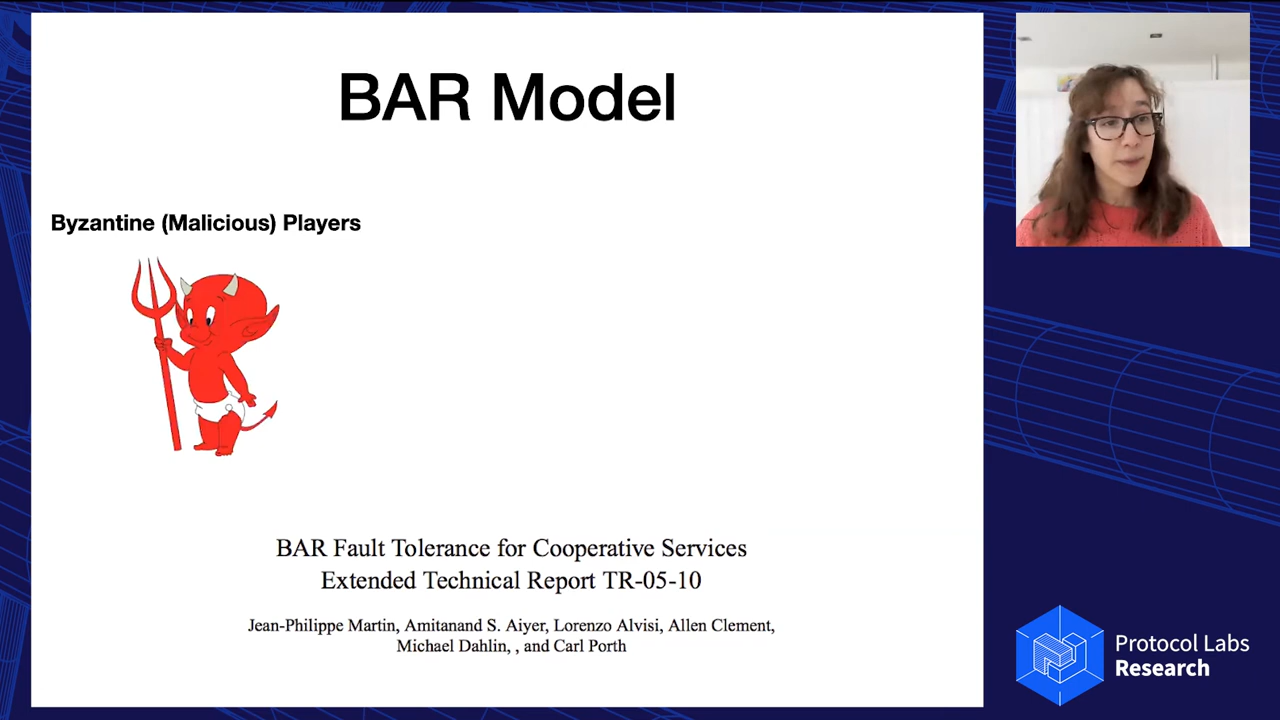 BAR Model
Byzantine (Malicious) Players
BAR Fault Tolerance for Cooperative Services
Extended Technical Report TR-05-10
Jean-Philippe Martin, Amitanand S. Aiyer, Lorenzo Alvisi, Allen Clement,
Michael Dahlin, , and Carl Porth
Protocol Labs
Research